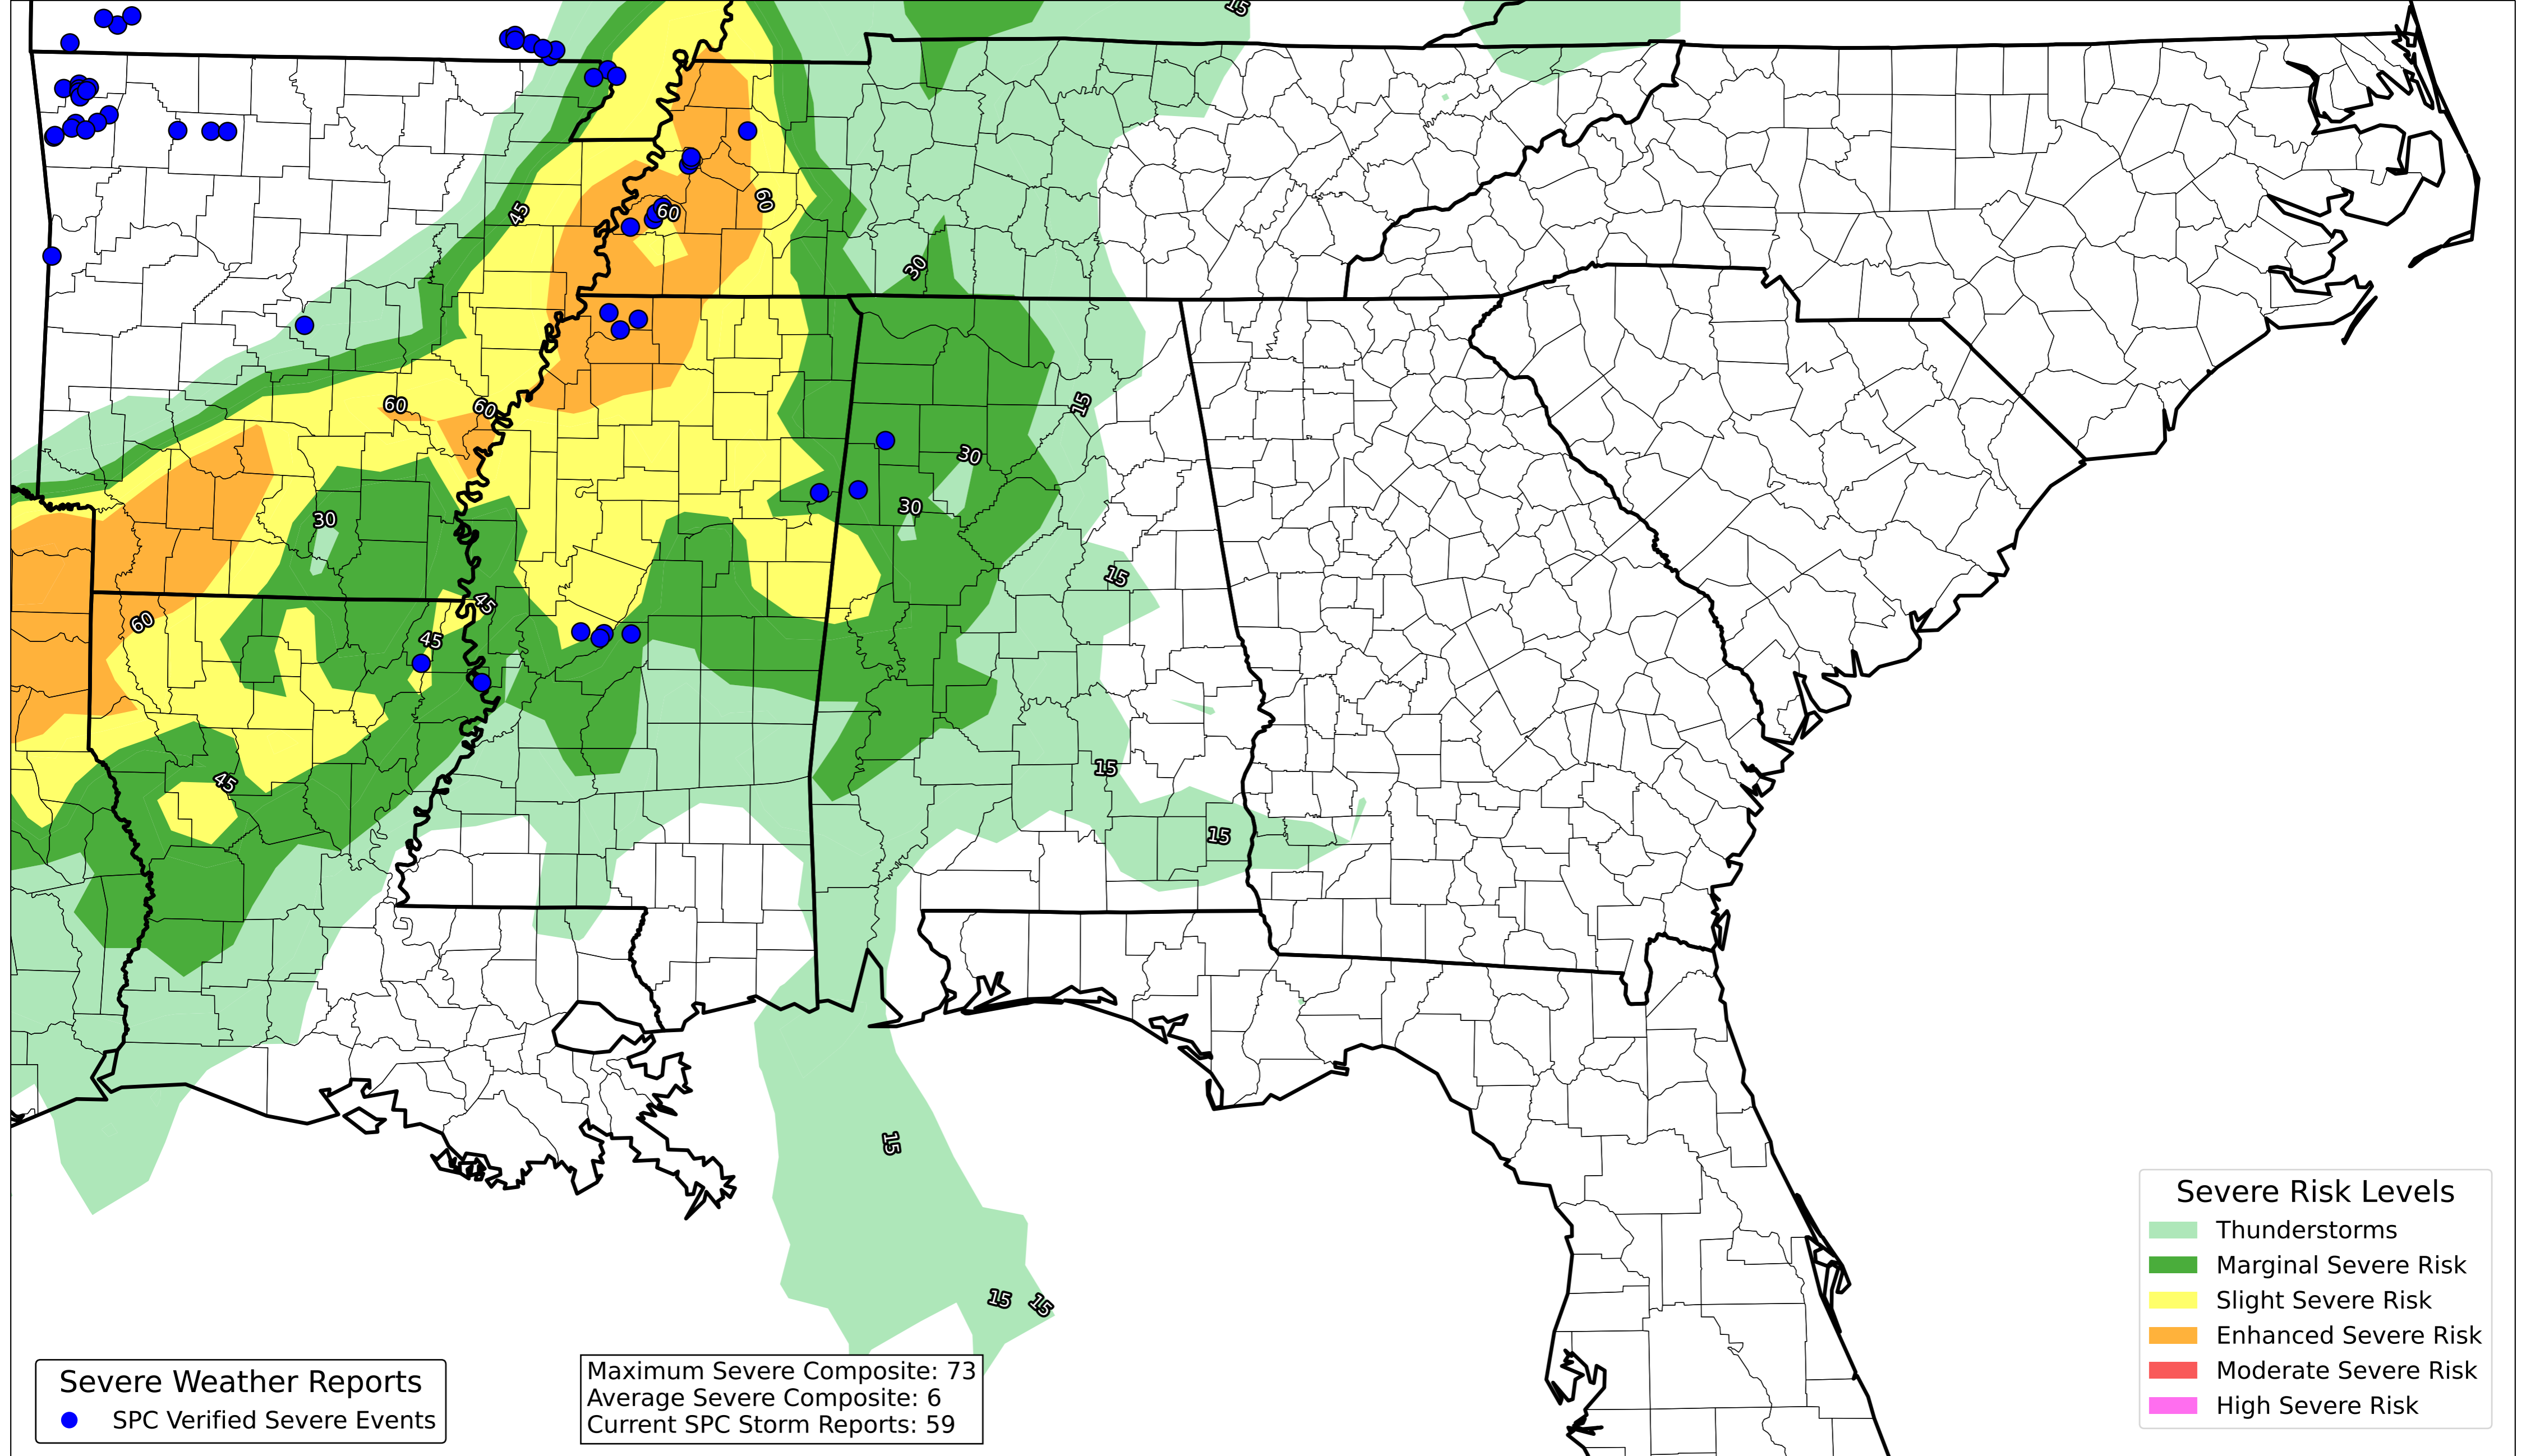 15
45
60
60
30
15
60
60
30
30
30
15
60
45
45
15
45
15
15
15
15
15
Severe Risk Levels
Thunderstorms
Marginal Severe Risk
Slight Severe Risk
Enhanced Severe Risk
Moderate Severe Risk
High Severe Risk
Severe Weather Reports
SPC Verified Severe Events
Maximum Severe Composite: 73
Average Severe Composite: 6
Current SPC Storm Reports: 59